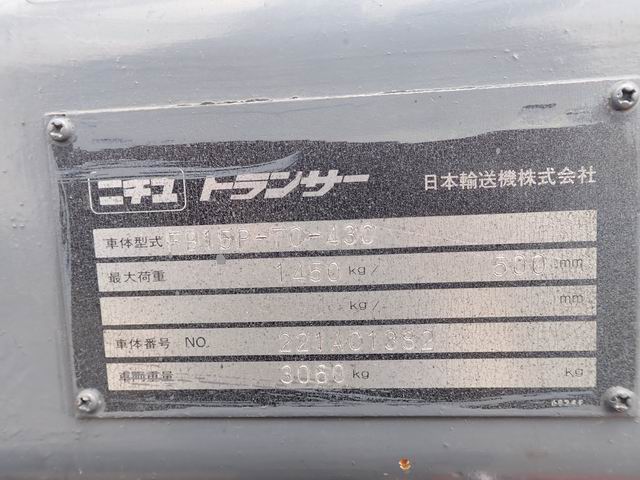 ニチユ トランサー 日本輸送機株式会社
車体型式 FB15P-70-430
最大荷重 1450 kg/ 500 mm
kg/ mm
車体番号 NO. 221AC1382
車両重量 3060 kg kg